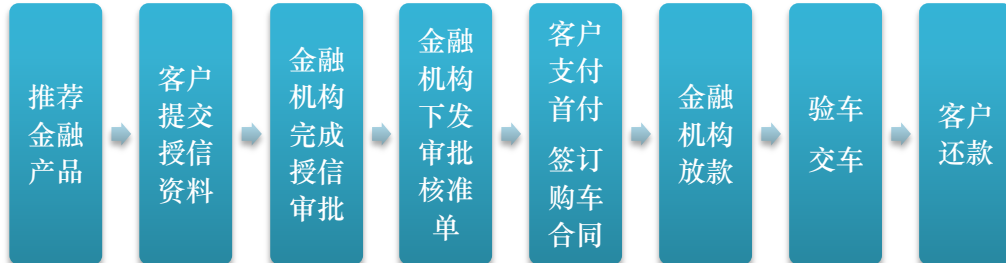 推荐
金融
产品
客户
提交
授信
资料
金融
机构
完成
授信
审批
金融
机构
下发
审批
核准
单
客户
支付
首付
签订
购车
合同
金融
机构
放款
验车
交车
客户
还款